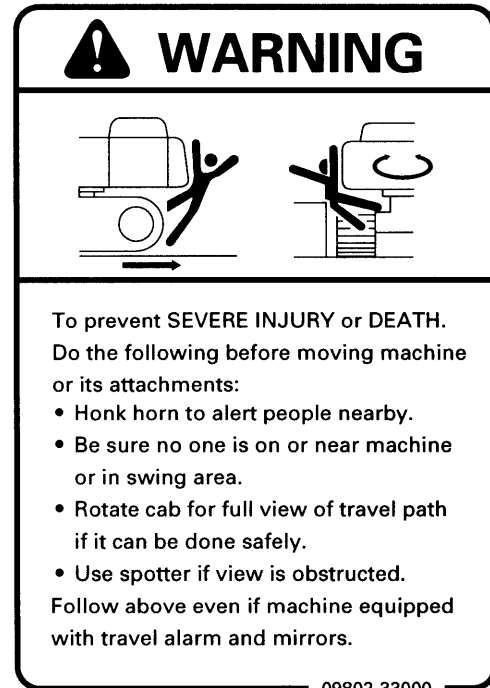 WARNING
To prevent SEVERE INJURY or DEATH.
Do the following before moving machine
or its attachments:
• Honk horn to alert people nearby.
• Be sure no one is on or near machine
or in swing area.
• Rotate cab for full view of travel path
if it can be done safely.
• Use spotter if view is obstructed.
Follow above even if machine equipped
with travel alarm and mirrors.
09802-33000